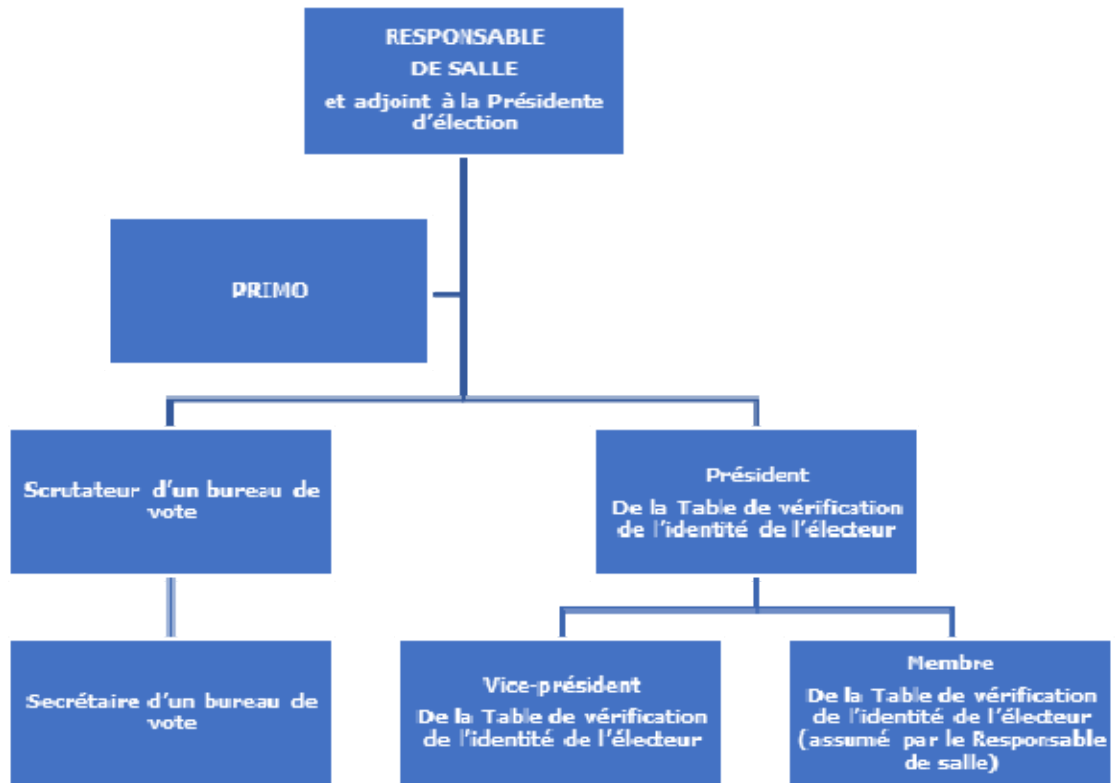 RESPONSABLE
DE SALLE
et adjoint à la Présidente
d'élection
PRIMO
Scrutateur d'un bureau de
vote
Président
De la Table de vérification
de l'identité de l'électeur
Secrétaire d'un bureau de
vote
Vice-président
De la Table de vérification
de l'identité de l'électeur
Membre
De la Table de vérification
de l'identité de l'électeur
(assumé par le Responsable
de salle)